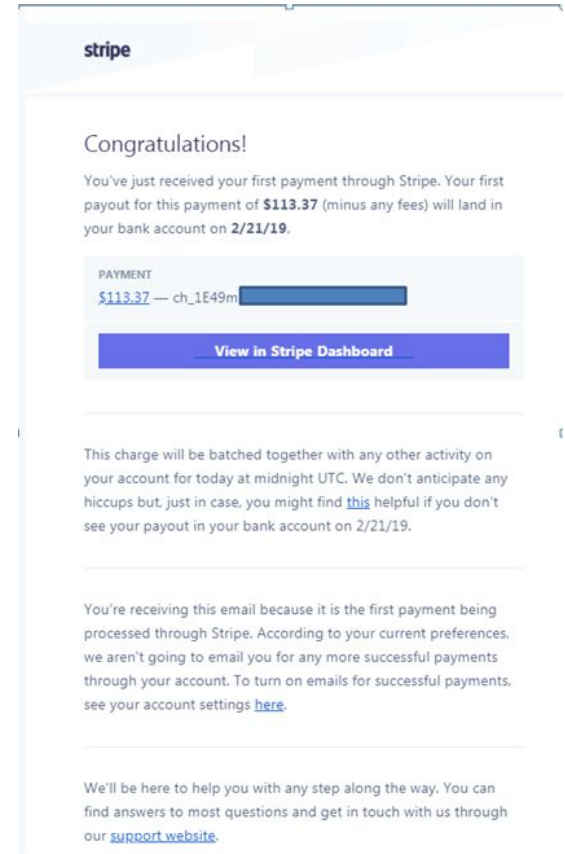 stripe
Congratulations!
You've just received your first payment through Stripe. Your first
payout for this payment of $113.37 (minus any fees) will land in
your bank account on 2/21/19.
PAYMENT
$113.37 — ch_1E49m
View in Stripe Dashboard
This charge will be batched together with any other activity on
your account for today at midnight UTC. We don't anticipate any
hiccups but, just in case, you might find this helpful if you don't
see your payout in your bank account on 2/21/19.
You're receiving this email because it is the first payment being
processed through Stripe. According to your current preferences,
we aren't going to email you for any more successful payments
through your account. To turn on emails for successful payments,
see your account settings here.
We'll be here to help you with any step along the way. You can
find answers to most questions and get in touch with us through
our support website.